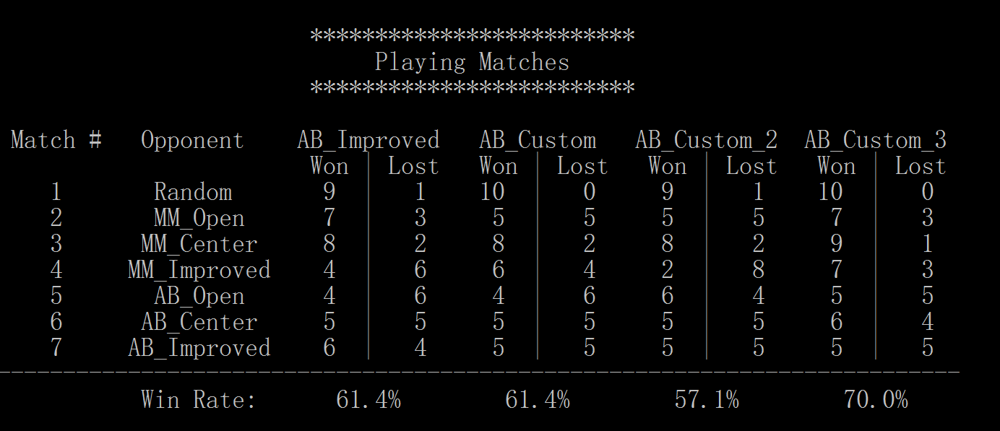 *************************
Playing Matches
*************************
Match # Opponent AB_Improved AB_Custom AB_Custom_2 AB_Custom_3
Won | Lost Won | Lost Won | Lost Won | Lost
1 Random 9 | 1 10 | 0 9 | 1 10 | 0
2 MM_Open 7 | 3 5 | 5 5 | 5 7 | 3
3 MM_Center 8 | 2 8 | 2 8 | 2 9 | 1
4 MM_Improved 4 | 6 6 | 4 2 | 8 7 | 3
5 AB_Open 4 | 6 4 | 6 6 | 4 5 | 5
6 AB_Center 5 | 5 5 | 5 5 | 5 6 | 4
7 AB_Improved 6 | 4 5 | 5 5 | 5 5 | 5
--------------------------------------------------------------------------
Win Rate: 61.4% 61.4% 57.1% 70.0%